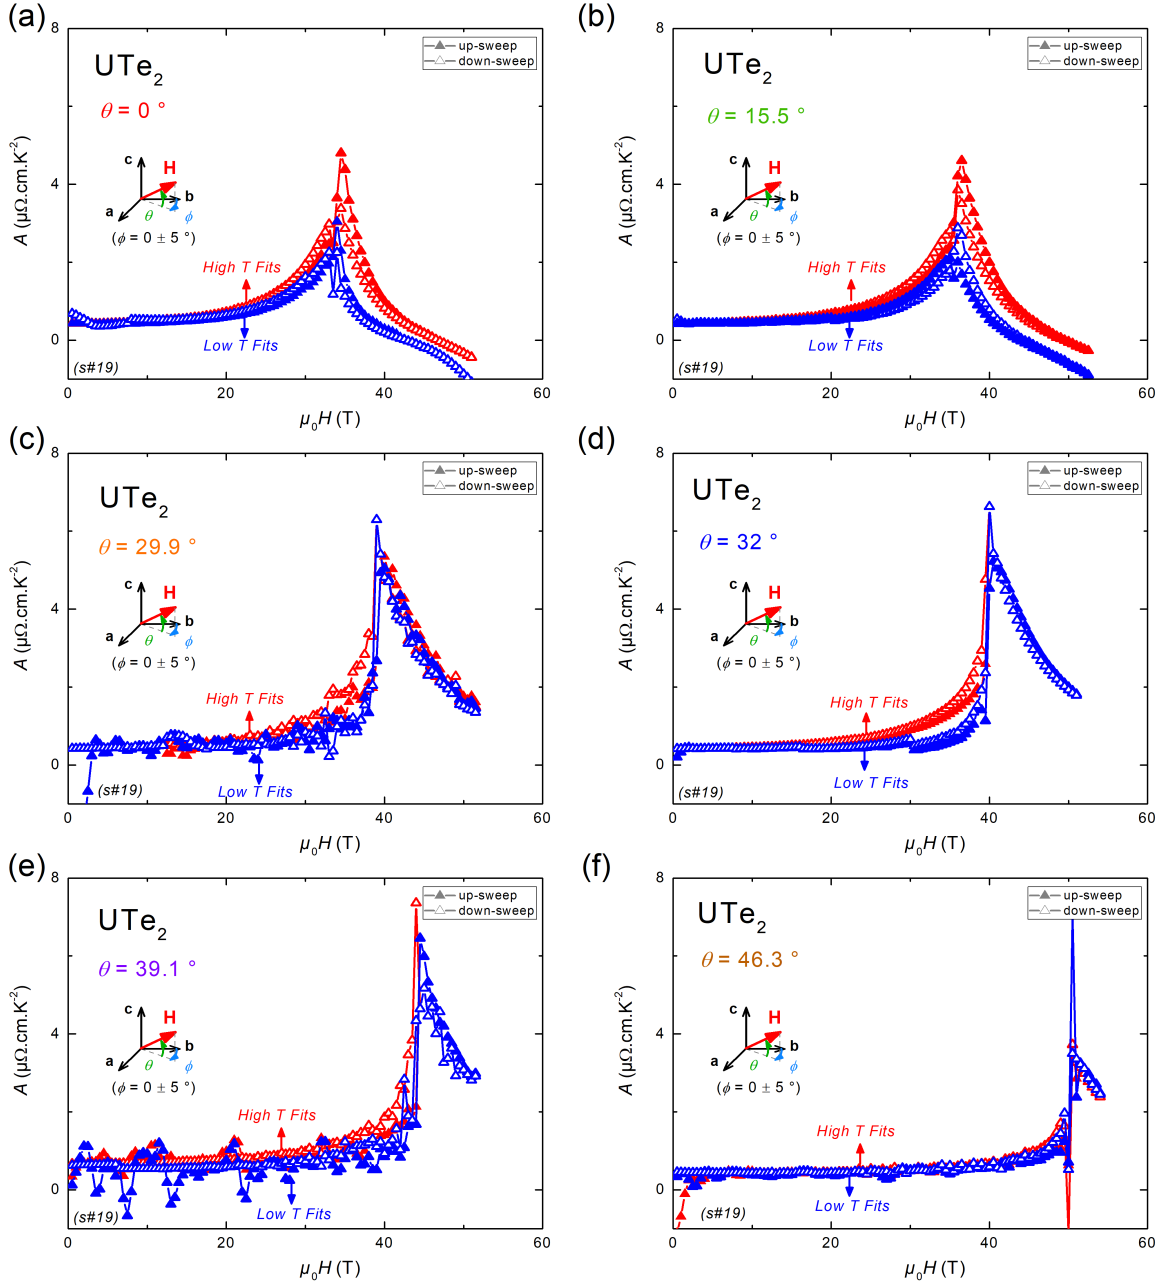 (a)
8
4
0
0
20
40
60
A (μΩ.cm.K⁻²)
μ₀H (T)
UTe₂
θ = 0 °
c
H
b
a
θ
ϕ
(ϕ = 0 ± 5 °)
up-sweep
down-sweep
High T Fits
Low T Fits
(s#19)
(b)
8
4
0
0
20
40
60
A (μΩ.cm.K⁻²)
μ₀H (T)
UTe₂
θ = 15.5 °
c
H
b
a
θ
ϕ
(ϕ = 0 ± 5 °)
up-sweep
down-sweep
High T Fits
Low T Fits
(s#19)
(c)
8
4
0
0
20
40
60
A (μΩ.cm.K⁻²)
μ₀H (T)
UTe₂
θ = 29.9 °
c
H
b
a
θ
ϕ
(ϕ = 0 ± 5 °)
up-sweep
down-sweep
High T Fits
Low T Fits
(s#19)
(d)
8
4
0
0
20
40
60
A (μΩ.cm.K⁻²)
μ₀H (T)
UTe₂
θ = 32 °
c
H
b
a
θ
ϕ
(ϕ = 0 ± 5 °)
up-sweep
down-sweep
High T Fits
Low T Fits
(s#19)
(e)
8
4
0
0
20
40
60
A (μΩ.cm.K⁻²)
μ₀H (T)
UTe₂
θ = 39.1 °
c
H
b
a
θ
ϕ
(ϕ = 0 ± 5 °)
up-sweep
down-sweep
High T Fits
Low T Fits
(s#19)
(f)
8
4
0
0
20
40
60
A (μΩ.cm.K⁻²)
μ₀H (T)
UTe₂
θ = 46.3 °
c
H
b
a
θ
ϕ
(ϕ = 0 ± 5 °)
up-sweep
down-sweep
High T Fits
Low T Fits
(s#19)